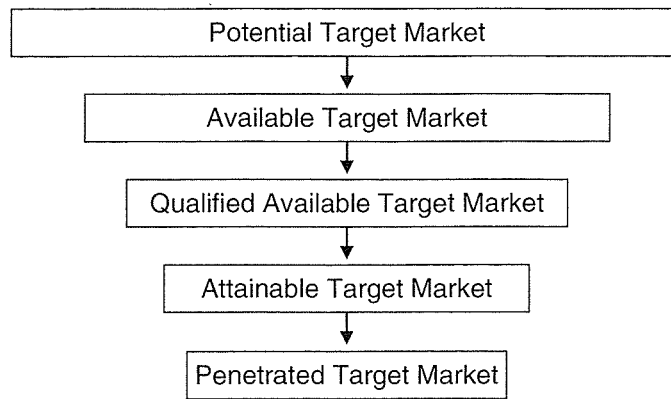 Potential Target Market
Available Target Market
Qualified Available Target Market
Attainable Target Market
Penetrated Target Market